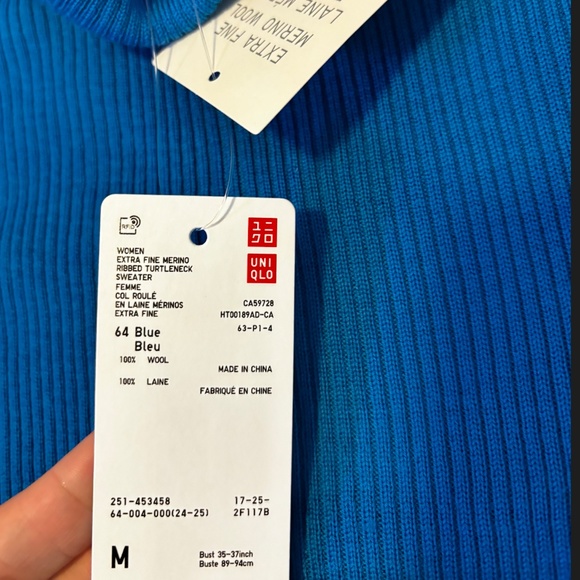 EXTRA FINE
MERINO WOOL
LAINE MÉ
RFID
ユニ
クロ
UNI
QLO
WOMEN
EXTRA FINE MERINO
RIBBED TURTLENECK
SWEATER
FEMME
COL ROULÉ
EN LAINE MÉRINOS
EXTRA FINE
CA59728
HT00189AD-CA
63-P1-4
64 Blue
Bleu
100% WOOL
100% LAINE
MADE IN CHINA
FABRIQUÉ EN CHINE
251-453458
64-004-000(24-25)
17-25-
2F117B
M
Bust 35-37inch
Buste 89-94cm